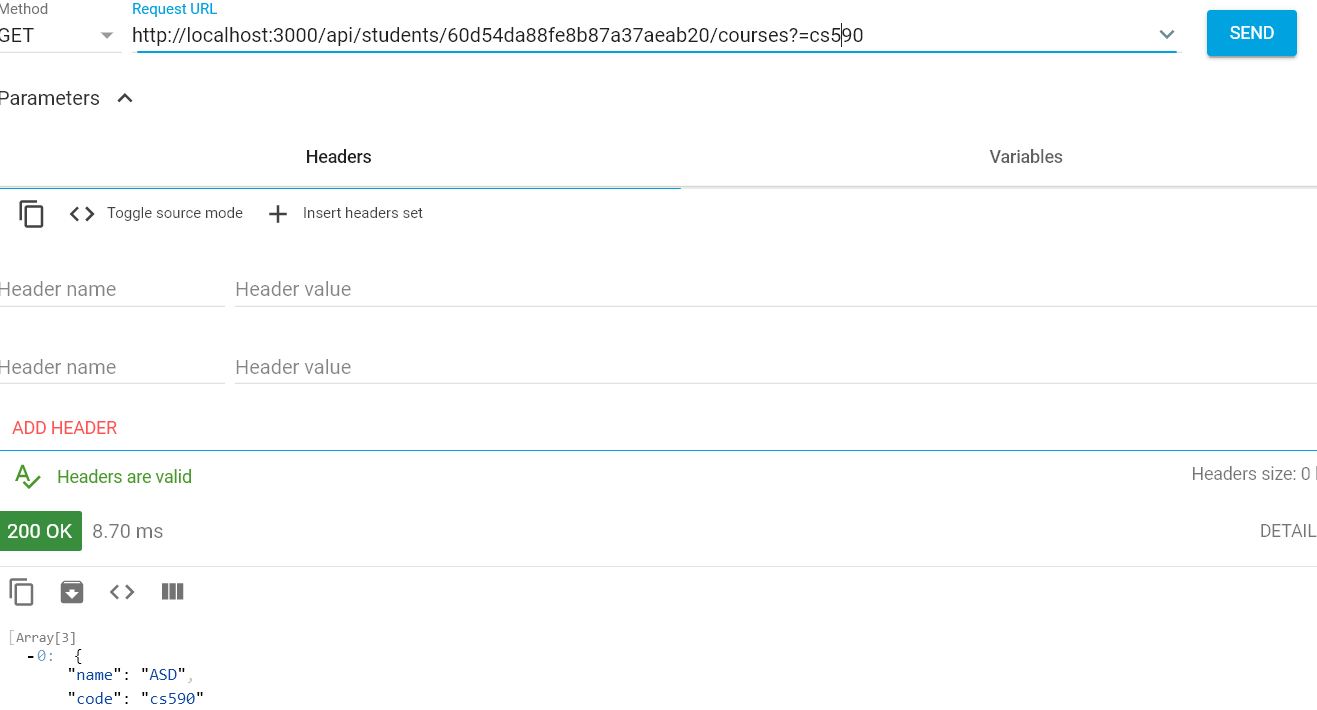 Method
Request URL
GET
http://localhost:3000/api/students/60d54da88fe8b87a37aeab20/courses?=cs590
SEND
Parameters
Headers
Variables
Toggle source mode
Insert headers set
Header name
Header value
Header name
Header value
ADD HEADER
Headers are valid
Headers size: 0
200 OK
8.70 ms
DETAIL
[Array[3]
-0: {
"name": "ASD",
"code": "cs590"